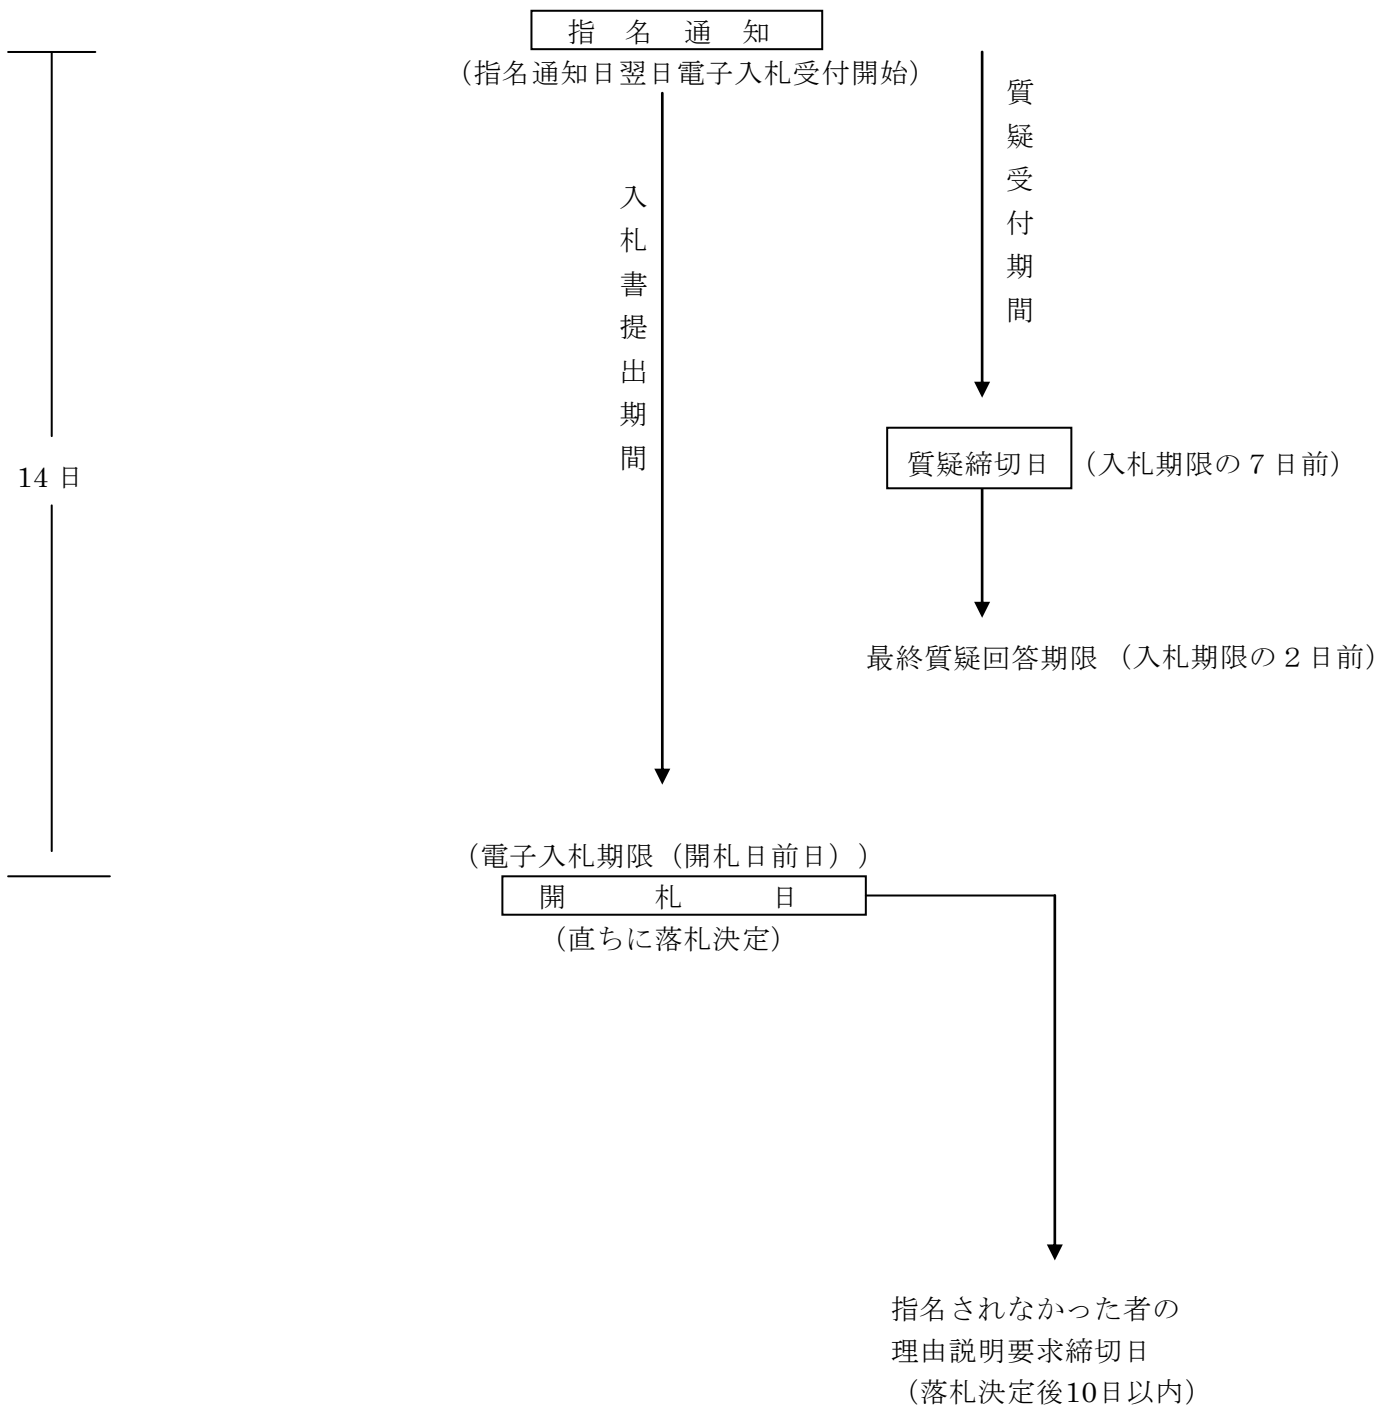 指名通知
(指名通知日翌日電子入札受付開始)
質疑受付期間
入札書提出期間
14日
質疑締切日 (入札期限の7日前)
最終質疑回答期限 (入札期限の2日前)
(電子入札期限(開札日前日))
開札日
(直ちに落札決定)
指名されなかった者の
理由説明要求締切日
(落札決定後10日以内)